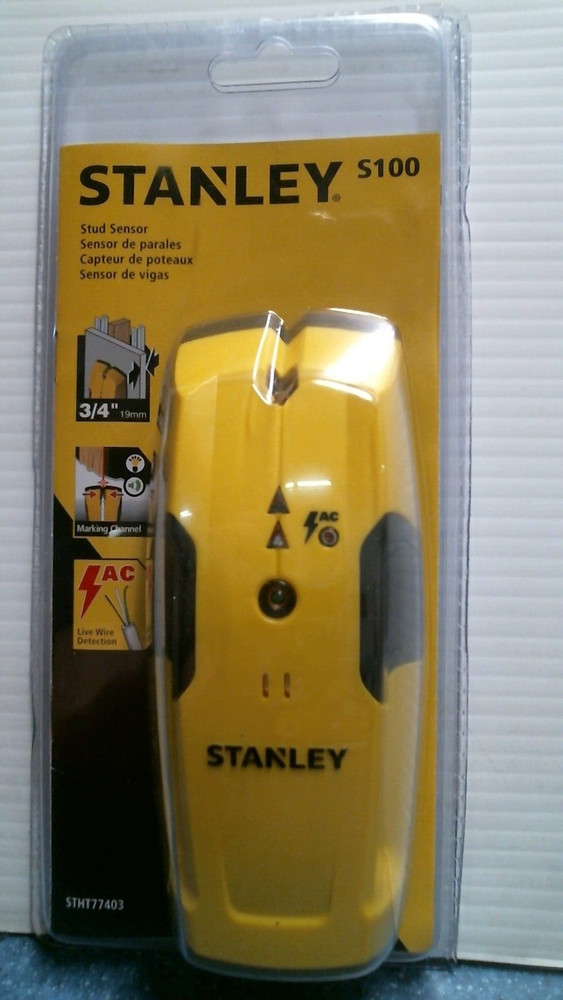 STANLEY® S100
Stud Sensor
Sensor de parales
Capteur de poteaux
Sensor de vigas
3/4" 19mm
Marking Channel
AC
Live Wire
Detection
AC
STANLEY
STHT77403